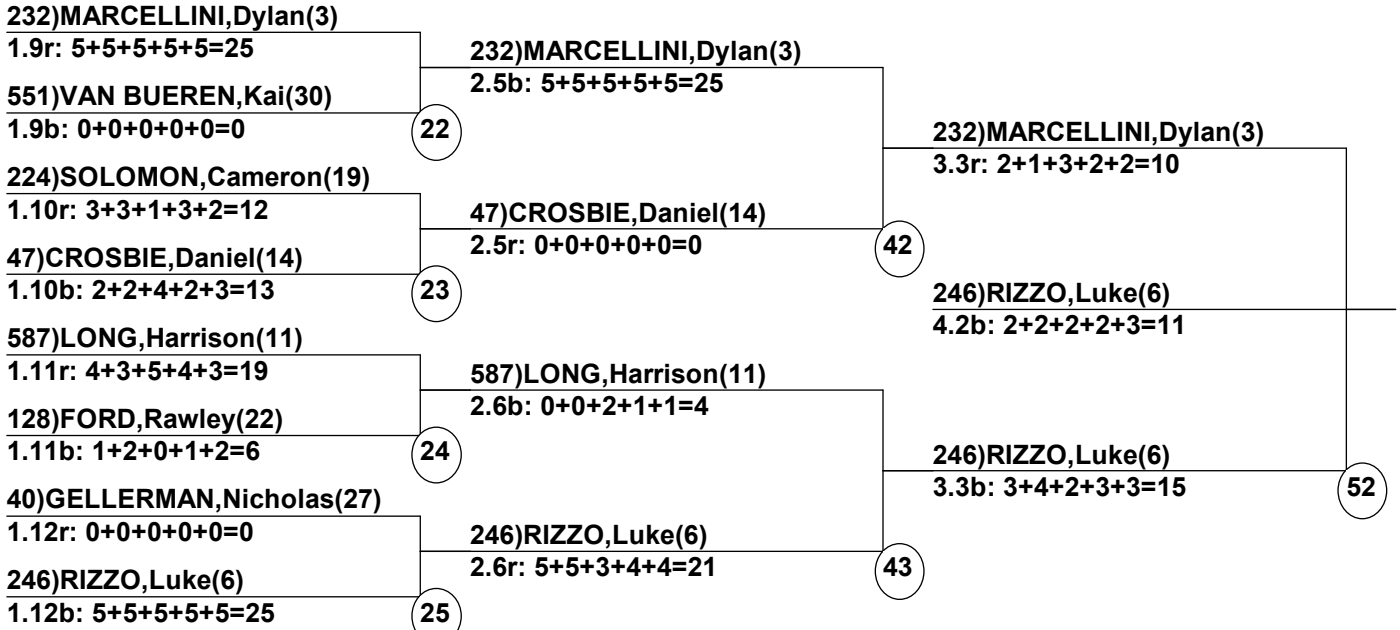 232)MARCELLINI,Dylan(3)
1.9r: 5+5+5+5+5=25
551)VAN BUEREN,Kai(30)
1.9b: 0+0+0+0+0=0
22
224)SOLOMON,Cameron(19)
1.10r: 3+3+1+3+2=12
47)CROSBIE,Daniel(14)
1.10b: 2+2+4+2+3=13
23
587)LONG,Harrison(11)
1.11r: 4+3+5+4+3=19
128)FORD,Rawley(22)
1.11b: 1+2+0+1+2=6
24
40)GELLERMAN,Nicholas(27)
1.12r: 0+0+0+0+0=0
246)RIZZO,Luke(6)
1.12b: 5+5+5+5+5=25
25
232)MARCELLINI,Dylan(3)
2.5b: 5+5+5+5+5=25
47)CROSBIE,Daniel(14)
2.5r: 0+0+0+0+0=0
42
587)LONG,Harrison(11)
2.6b: 0+0+2+1+1=4
246)RIZZO,Luke(6)
2.6r: 5+5+3+4+4=21
43
232)MARCELLINI,Dylan(3)
3.3r: 2+1+3+2+2=10
246)RIZZO,Luke(6)
4.2b: 2+2+2+2+3=11
246)RIZZO,Luke(6)
3.3b: 3+4+2+3+3=15
52